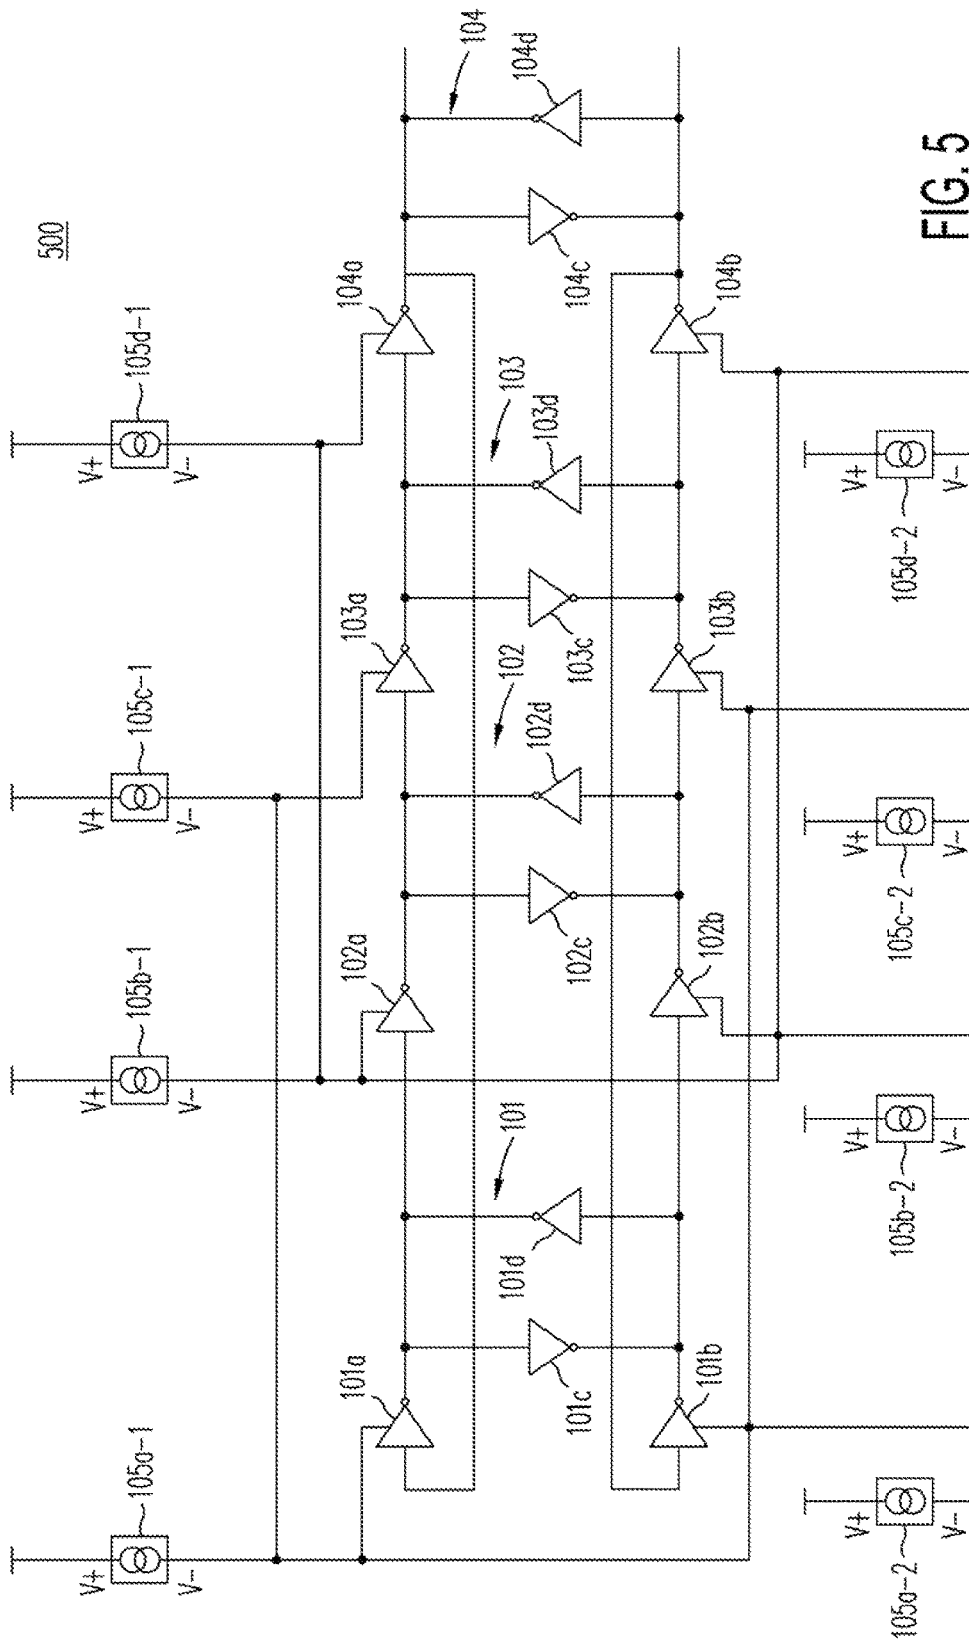 500
V+
V+
V+
V+
105a-1
105b-1
105c-1
105d-1
V-
V-
V-
V-
101a
102a
103a
104a
104
101
102
103
101d
102d
103d
104d
101c
102c
103c
104c
101b
102b
103b
104b
V+
V+
V+
V+
105a-2
105b-2
105c-2
105d-2
V-
V-
V-
V-
FIG. 5